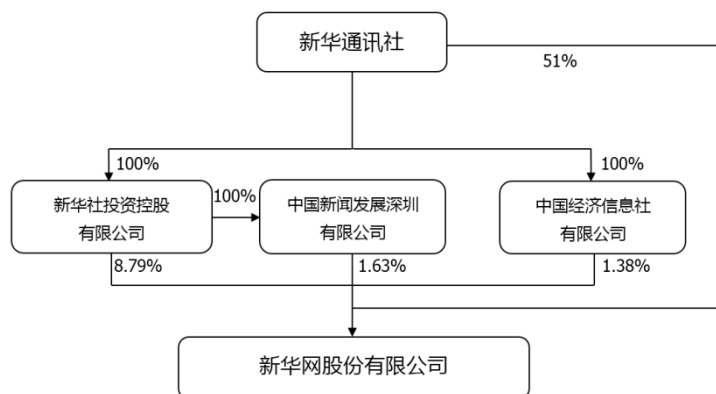 新华通讯社
51%
100%
100%
新华社投资控股
有限公司
100%
中国新闻发展深圳
有限公司
中国经济信息社
有限公司
8.79%
1.63%
1.38%
新华网股份有限公司